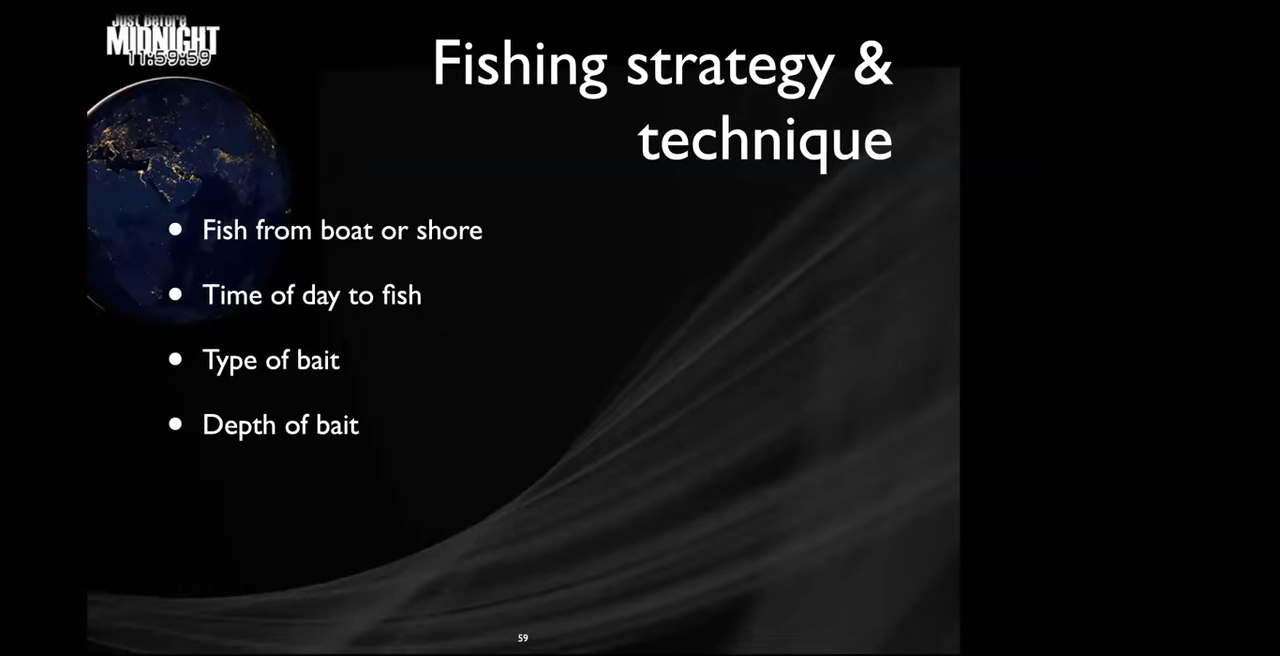 Just Before
MIDNIGHT
11:59:59
Fishing strategy &
technique
• Fish from boat or shore
• Time of day to fish
• Type of bait
• Depth of bait
59